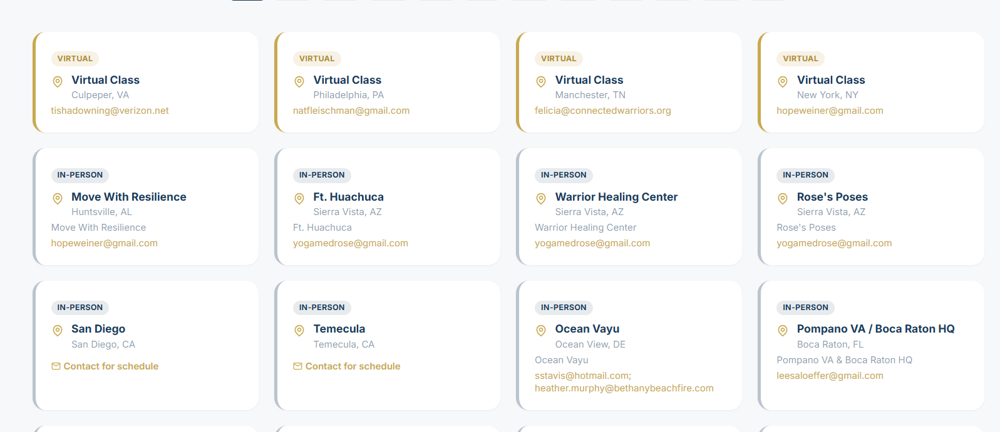 VIRTUAL
Virtual Class
Culpeper, VA
tishadowning@verizon.net
VIRTUAL
Virtual Class
Philadelphia, PA
natfleischman@gmail.com
VIRTUAL
Virtual Class
Manchester, TN
felicia@connectedwarriors.org
VIRTUAL
Virtual Class
New York, NY
hopeweiner@gmail.com
IN-PERSON
Move With Resilience
Huntsville, AL
Move With Resilience
hopeweiner@gmail.com
IN-PERSON
Ft. Huachuca
Sierra Vista, AZ
Ft. Huachuca
yogamedrose@gmail.com
IN-PERSON
Warrior Healing Center
Sierra Vista, AZ
Warrior Healing Center
yogamedrose@gmail.com
IN-PERSON
Rose's Poses
Sierra Vista, AZ
Rose's Poses
yogamedrose@gmail.com
IN-PERSON
San Diego
San Diego, CA
Contact for schedule
IN-PERSON
Temecula
Temecula, CA
Contact for schedule
IN-PERSON
Ocean Vayu
Ocean View, DE
Ocean Vayu
sstavis@hotmail.com;
heather.murphy@bethanybeachfire.com
IN-PERSON
Pompano VA / Boca Raton HQ
Boca Raton, FL
Pompano VA & Boca Raton HQ
leesaloeffer@gmail.com